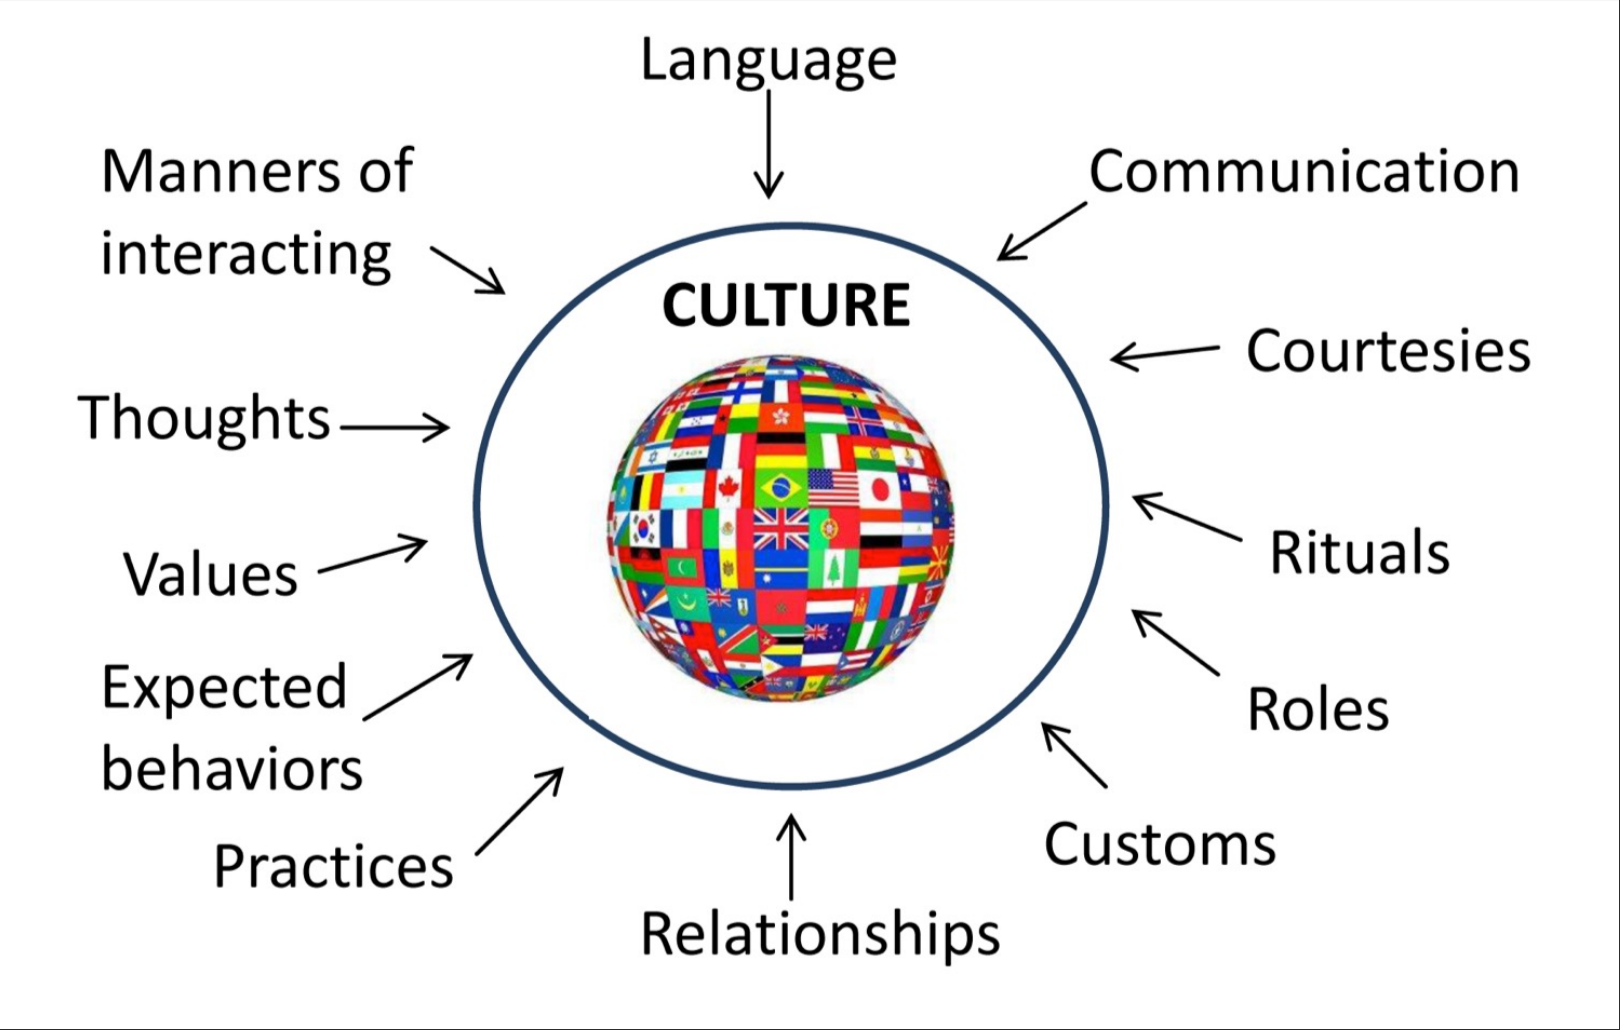 Language
Manners of
interacting
Communication
CULTURE
Courtesies
Thoughts
Values
Rituals
Expected
behaviors
Roles
Practices
Customs
Relationships